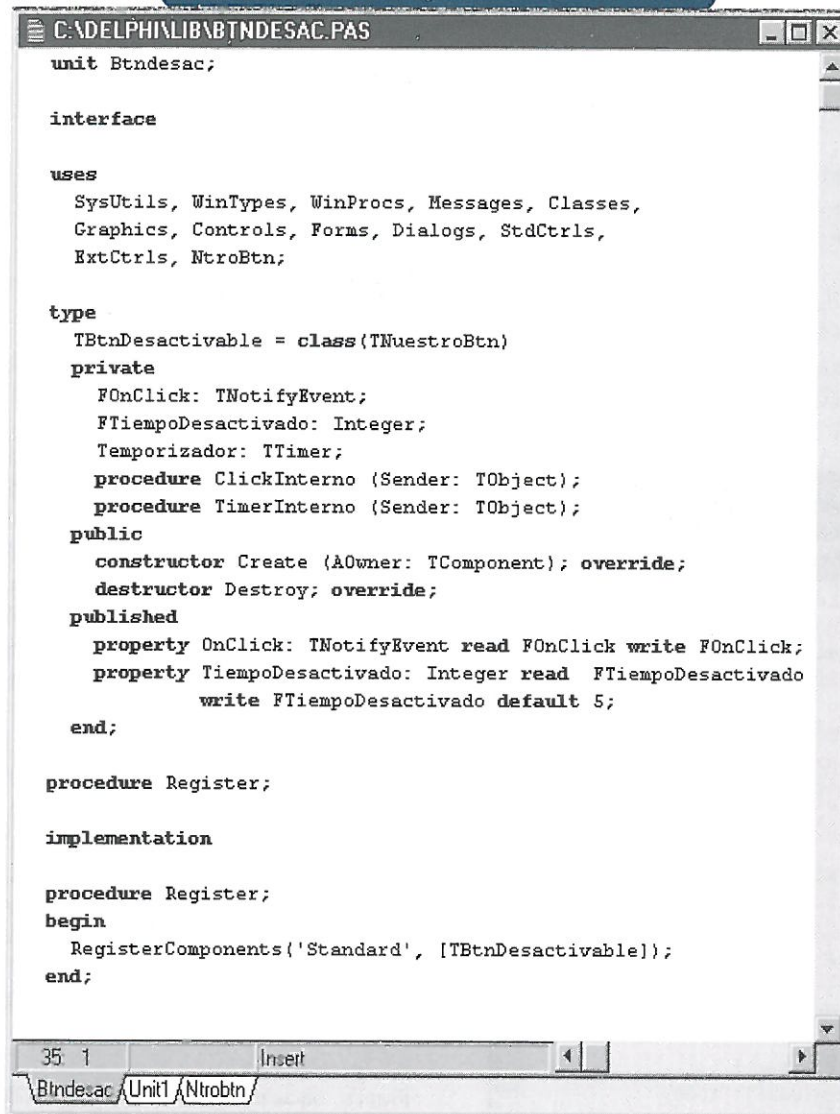 C:\DELPHI\LIB\BTNDESAC.PAS
unit Btndesac;
interface
uses
SysUtils, WinTypes, WinProcs, Messages, Classes,
Graphics, Controls, Forms, Dialogs, StdCtrls,
ExtCtrls, NtroBtn;
type
TBtnDesactivable = class(TNuestroBtn)
private
FOnClick: TNotifyEvent;
FTiempoDesactivado: Integer;
Temporizador: TTimer;
procedure ClickInterno (Sender: TObject);
procedure TimerInterno (Sender: TObject);
public
constructor Create (AOwner: TComponent); override;
destructor Destroy; override;
published
property OnClick: TNotifyEvent read FOnClick write FOnClick;
property TiempoDesactivado: Integer read FTiempoDesactivado
write FTiempoDesactivado default 5;
end;
procedure Register;
implementation
procedure Register;
begin
RegisterComponents('Standard', [TBtnDesactivable]);
end;
35: 1 Insert
Btndesac Unit1 Ntrobtn